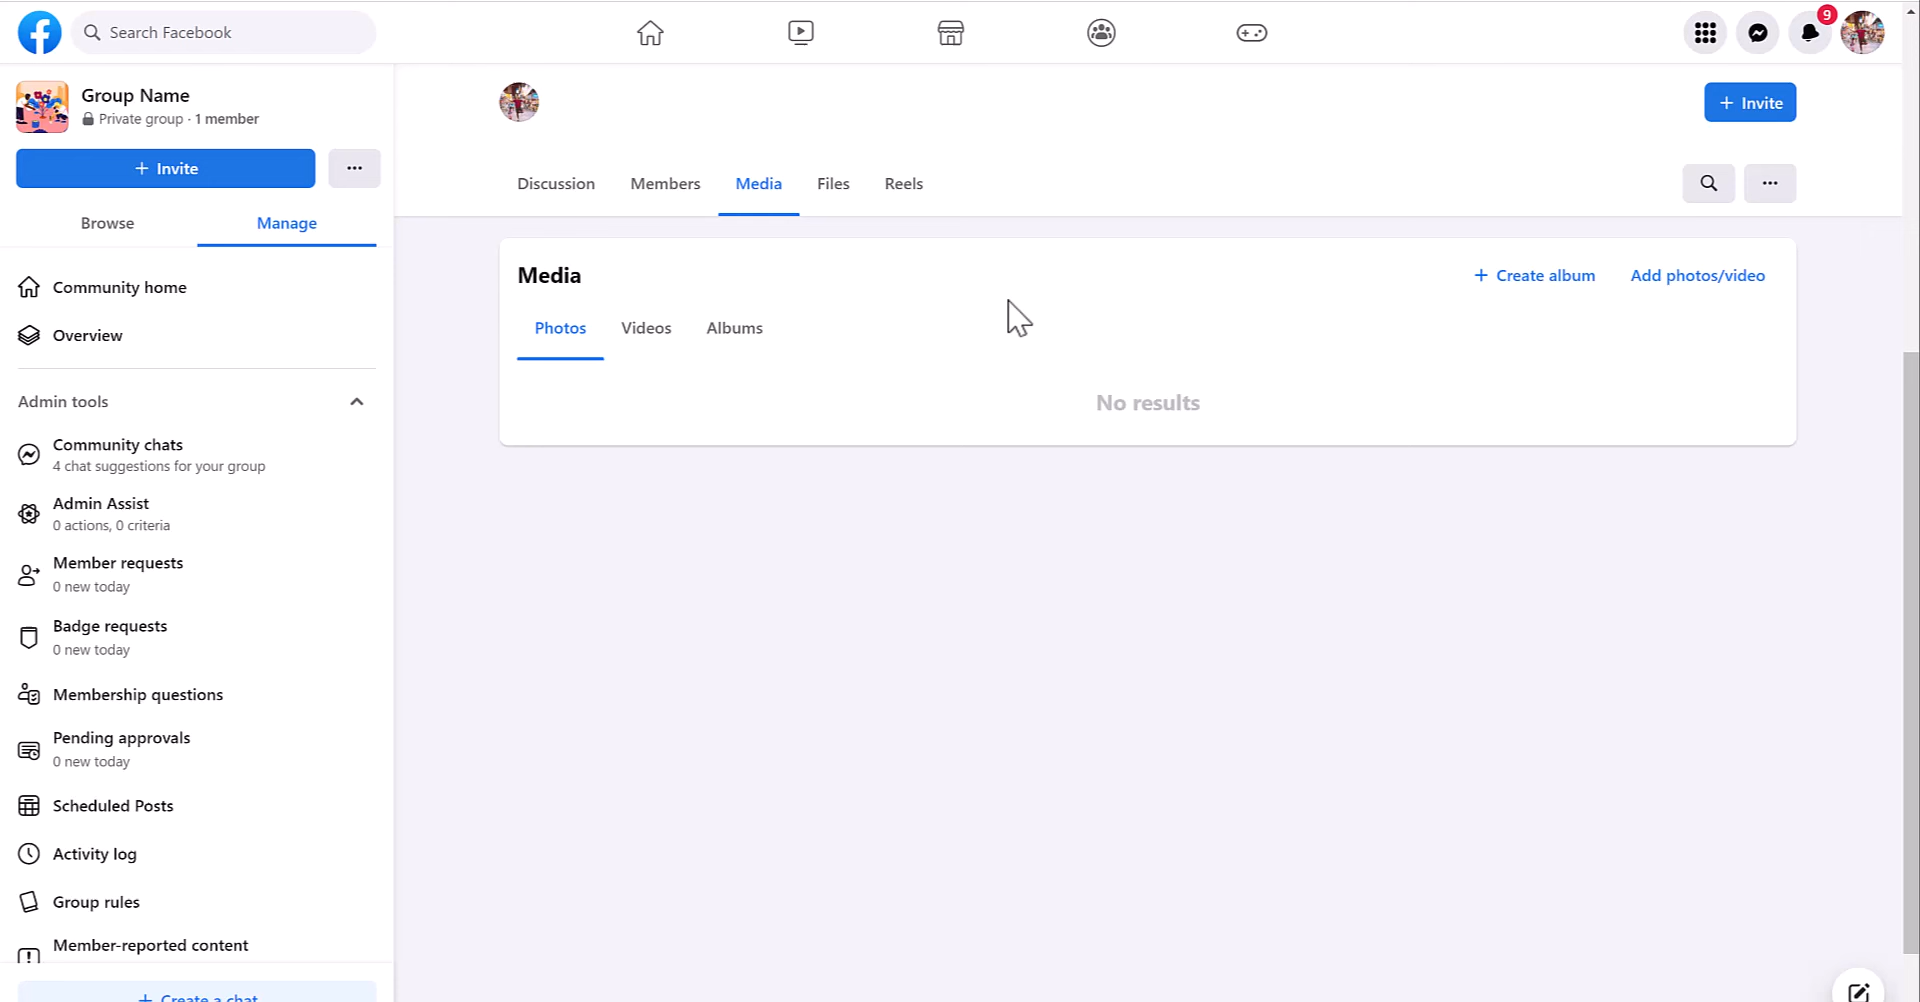 Search Facebook
9
Group Name
Private group · 1 member
+ Invite
Browse
Manage
Community home
Overview
Admin tools
Community chats
4 chat suggestions for your group
Admin Assist
0 actions, 0 criteria
Member requests
0 new today
Badge requests
0 new today
Membership questions
Pending approvals
0 new today
Scheduled Posts
Activity log
Group rules
Member-reported content
+ Create a chat
+ Invite
Discussion Members Media Files Reels
Media
+ Create album Add photos/video
Photos Videos Albums
No results